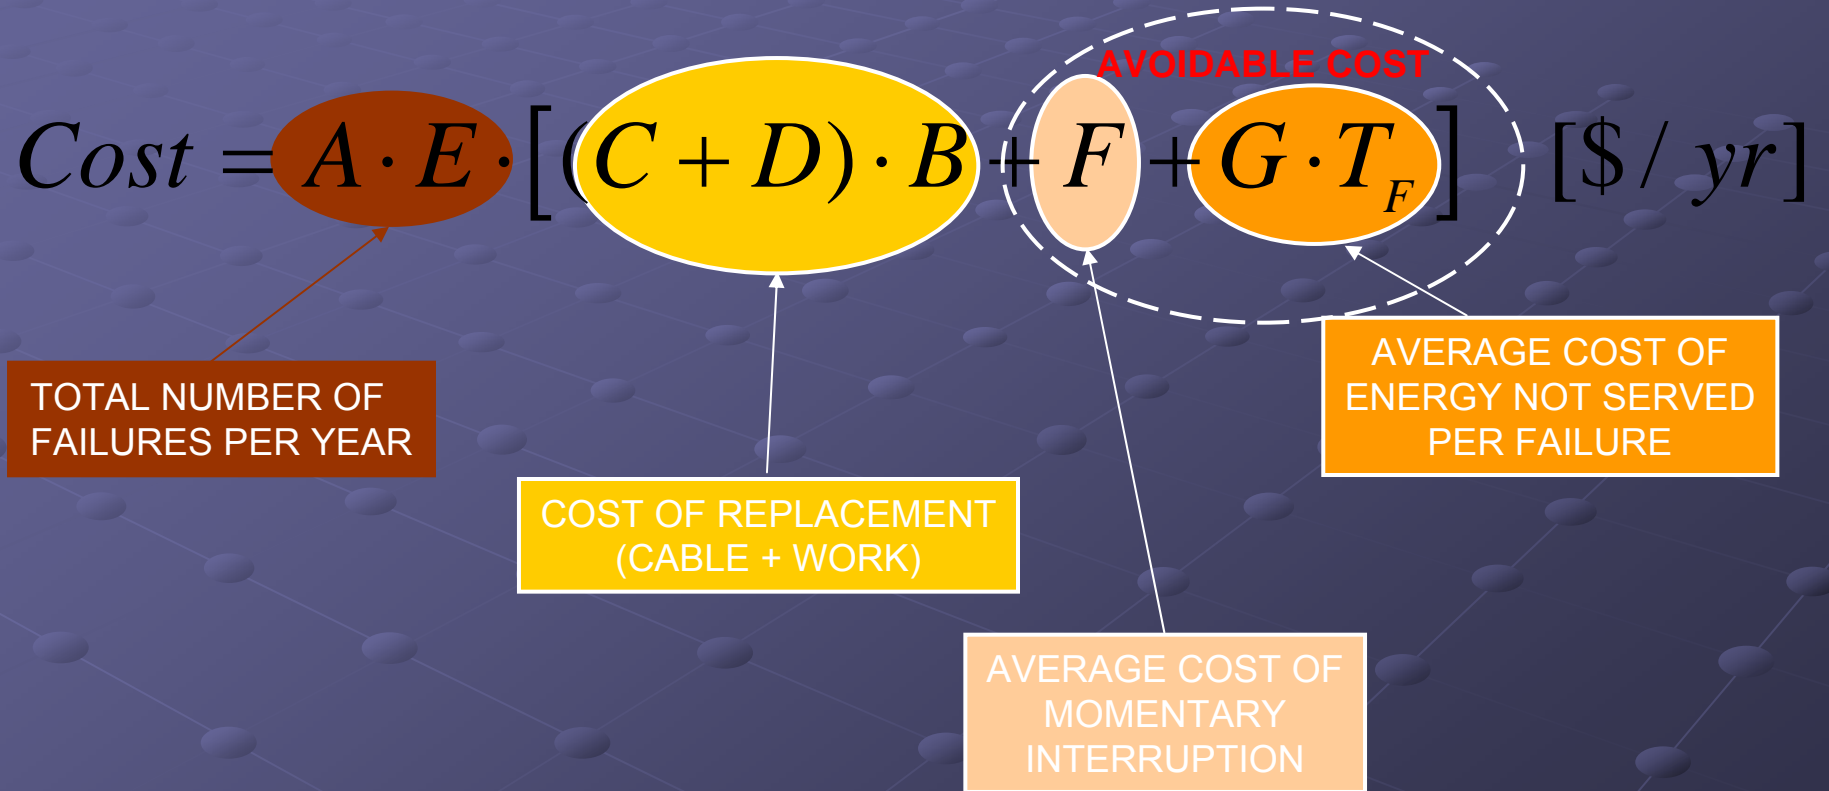 AVOIDABLE COST
Cost = A · E · [(C + D) · B + F + G · T_F] [$ / yr]
TOTAL NUMBER OF
FAILURES PER YEAR
COST OF REPLACEMENT
(CABLE + WORK)
AVERAGE COST OF
MOMENTARY
INTERRUPTION
AVERAGE COST OF
ENERGY NOT SERVED
PER FAILURE